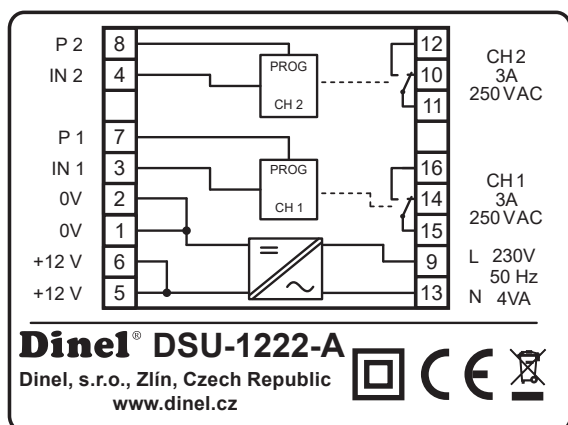 P 2 8 12
PROG
IN 2 4 10
CH 2
11
CH 2
3A
250 VAC
P 1 7
PROG
IN 1 3 16
CH 1
0V 2 14
0V 1 15
CH 1
3A
250 VAC
+12 V 6 9 L 230V
50 Hz
+12 V 5 13 N 4VA
Dinel® DSU-1222-A
Dinel, s.r.o., Zlín, Czech Republic
www.dinel.cz
CE